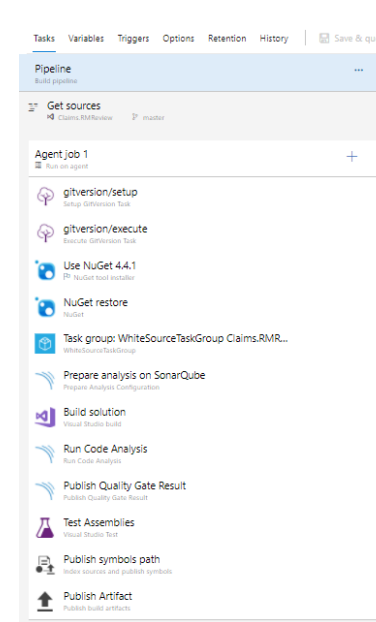 Tasks Variables Triggers Options Retention History Save & qu
Pipeline
Build pipeline
Get sources
Claims.RMReview master
Agent job 1
Run on agent
gitversion/setup
Setup GitVersion Task
gitversion/execute
Execute GitVersion Task
Use NuGet 4.4.1
NuGet tool installer
NuGet restore
NuGet
Task group: WhiteSourceTaskGroup Claims.RMR...
WhiteSourceTaskGroup
Prepare analysis on SonarQube
Prepare Analysis Configuration
Build solution
Visual Studio build
Run Code Analysis
Run Code Analysis
Publish Quality Gate Result
Publish Quality Gate Result
Test Assemblies
Visual Studio Test
Publish symbols path
Index sources and publish symbols
Publish Artifact
Publish build artifacts